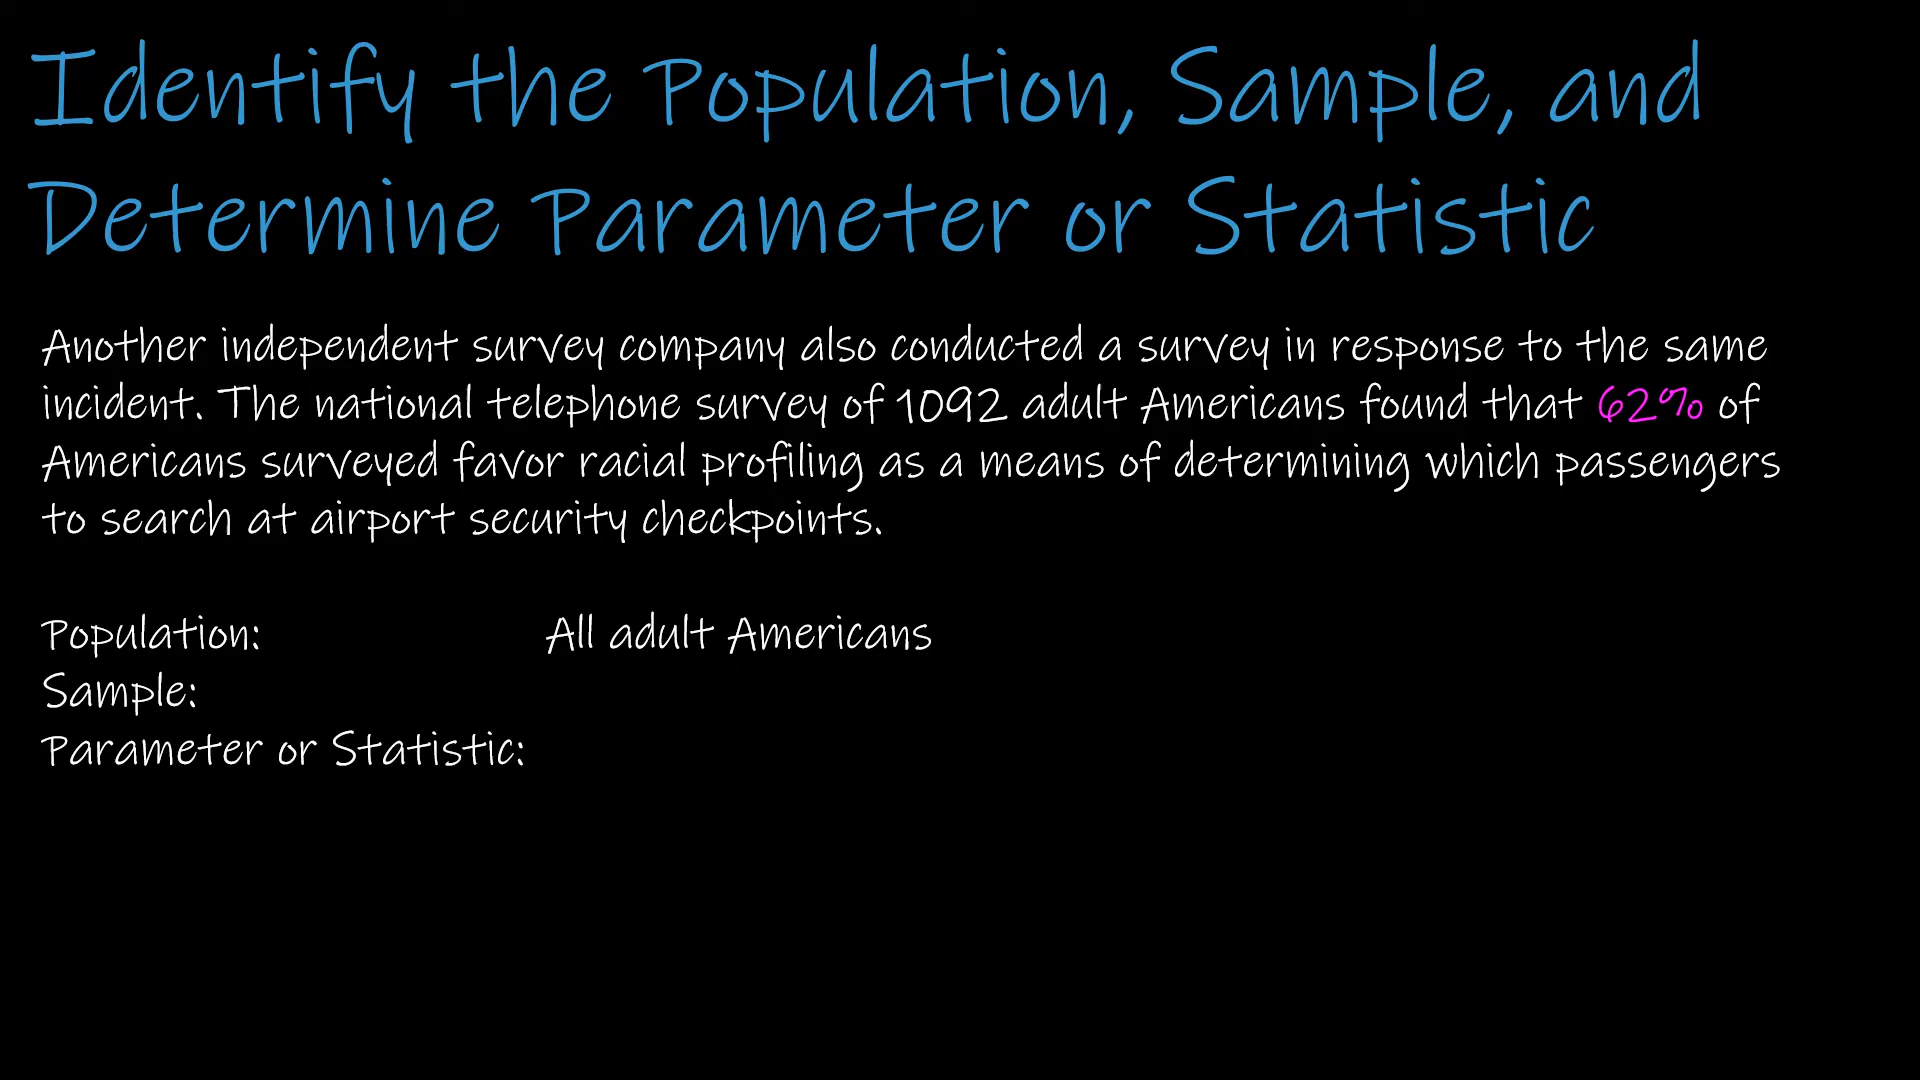 Identify the Population, Sample, and
Determine Parameter or Statistic
Another independent survey company also conducted a survey in response to the same
incident. The national telephone survey of 1092 adult Americans found that 62% of
Americans surveyed favor racial profiling as a means of determining which passengers
to search at airport security checkpoints.
Population: All adult Americans
Sample:
Parameter or Statistic: